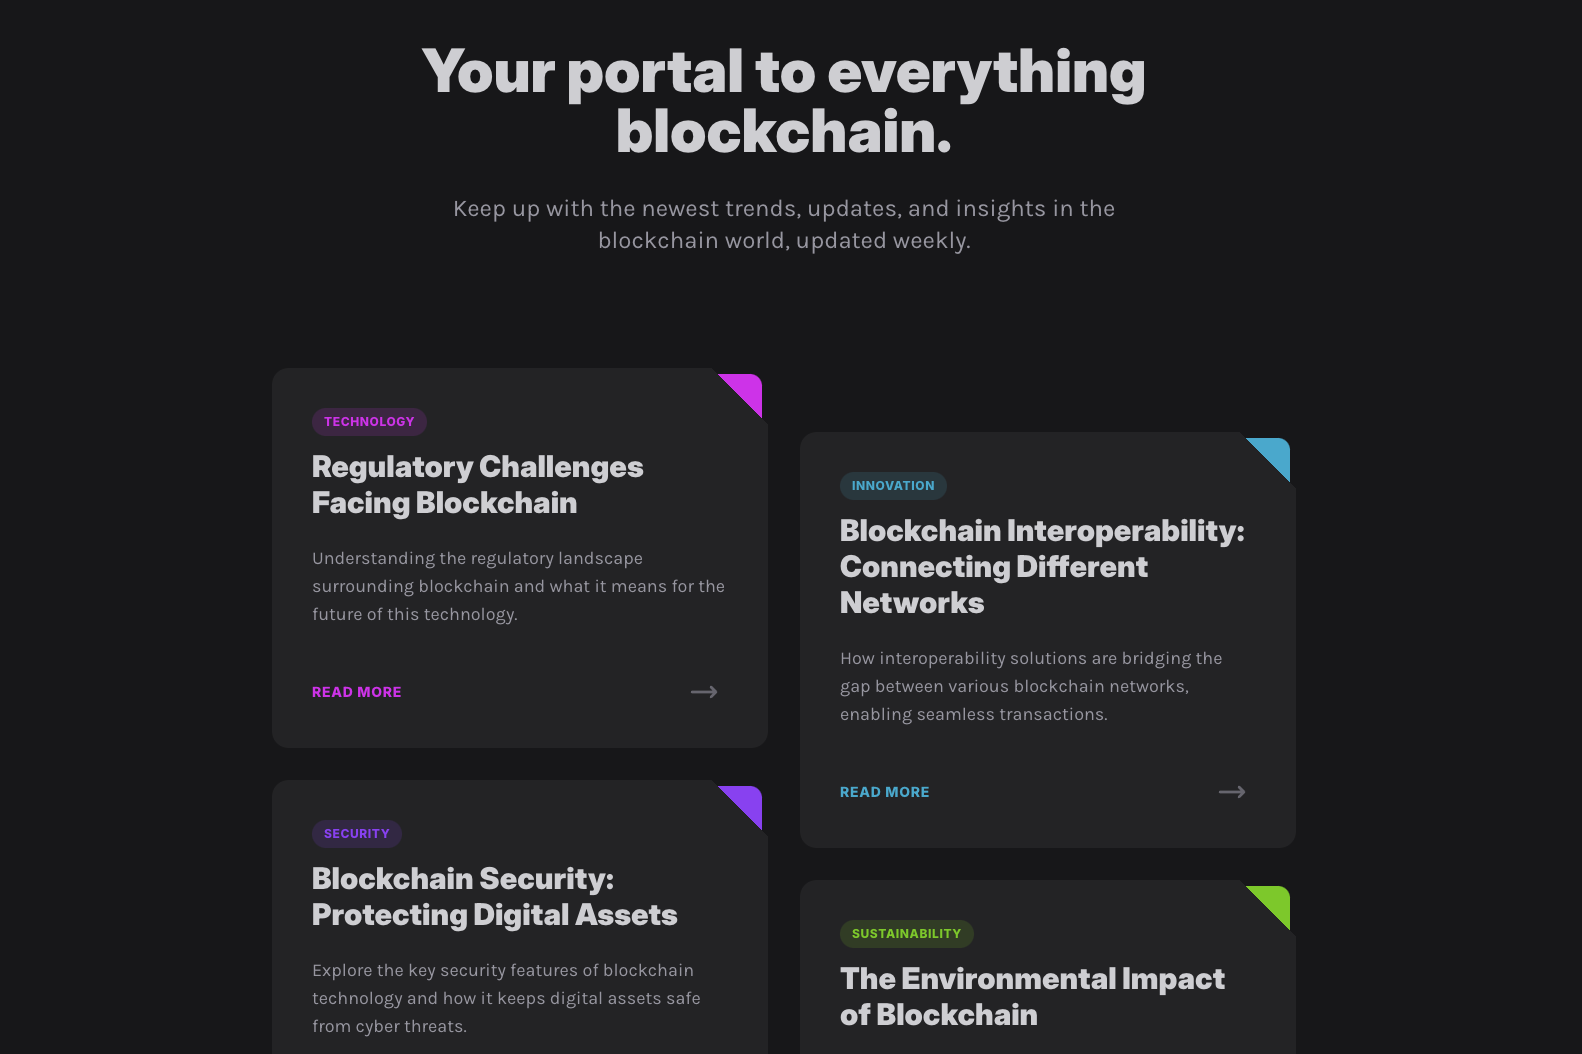 Your portal to everything
blockchain.
Keep up with the newest trends, updates, and insights in the
blockchain world, updated weekly.
TECHNOLOGY
Regulatory Challenges
Facing Blockchain
Understanding the regulatory landscape
surrounding blockchain and what it means for the
future of this technology.
READ MORE
INNOVATION
Blockchain Interoperability:
Connecting Different
Networks
How interoperability solutions are bridging the
gap between various blockchain networks,
enabling seamless transactions.
READ MORE
SECURITY
Blockchain Security:
Protecting Digital Assets
Explore the key security features of blockchain
technology and how it keeps digital assets safe
from cyber threats.
SUSTAINABILITY
The Environmental Impact
of Blockchain